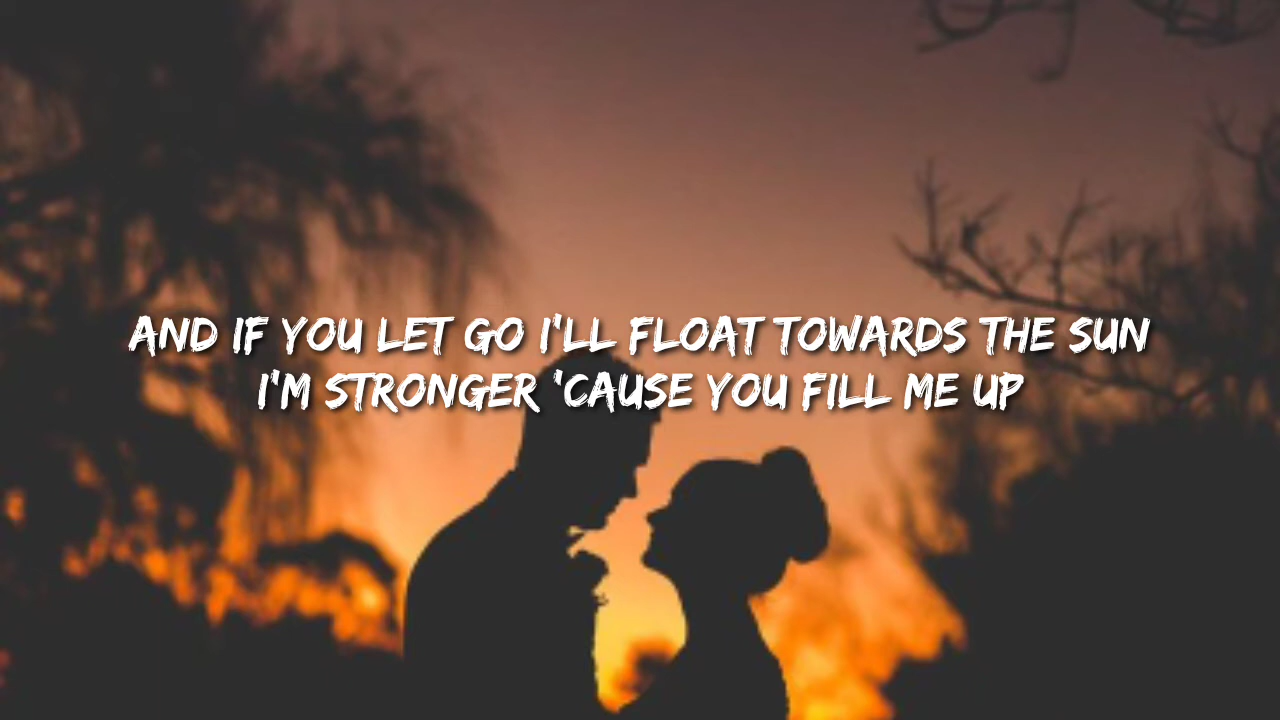 AND IF YOU LET GO I'LL FLOAT TOWARDS THE SUN
I'M STRONGER 'CAUSE YOU FILL ME UP